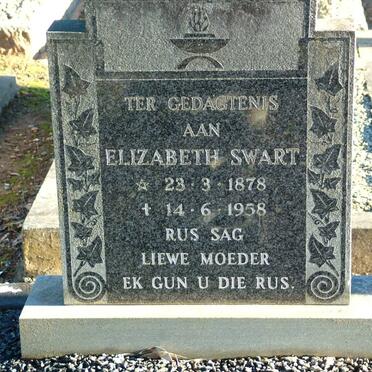 TER GEDAGTENIS
AAN
ELIZABETH SWART
☆ 23·3·1878
✝ 14·6·1958
RUS SAG
LIEWE MOEDER
EK GUN U DIE RUS.